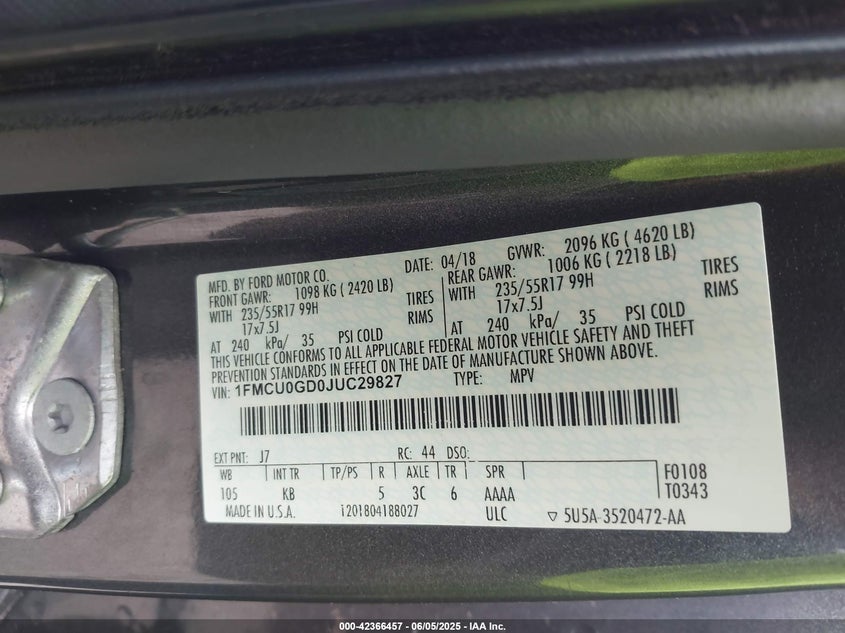 MFD. BY FORD MOTOR CO. DATE: 04/18 GVWR: 2096 KG ( 4620 LB)
FRONT GAWR: 1098 KG ( 2420 LB) REAR GAWR: 1006 KG ( 2218 LB)
WITH 235/55R17 99H TIRES WITH 235/55R17 99H TIRES
17x7.5J RIMS 17x7.5J RIMS
AT 240 kPa/ 35 PSI COLD AT 240 kPa/ 35 PSI COLD
THIS VEHICLE CONFORMS TO ALL APPLICABLE FEDERAL MOTOR VEHICLE SAFETY AND THEFT
PREVENTION STANDARDS IN EFFECT ON THE DATE OF MANUFACTURE SHOWN ABOVE.
VIN: 1FMCU0GD0JUC29827 TYPE: MPV
EXT PNT: J7 RC: 44 DSO:
WB INT TR TP/PS R AXLE TR SPR F0108
105 KB 5 3C 6 AAAA T0343
MADE IN U.S.A. 1201804188027 ULC ▽ 5U5A-3520472-AA
000-42366457 - 06/05/2025 - IAA Inc.